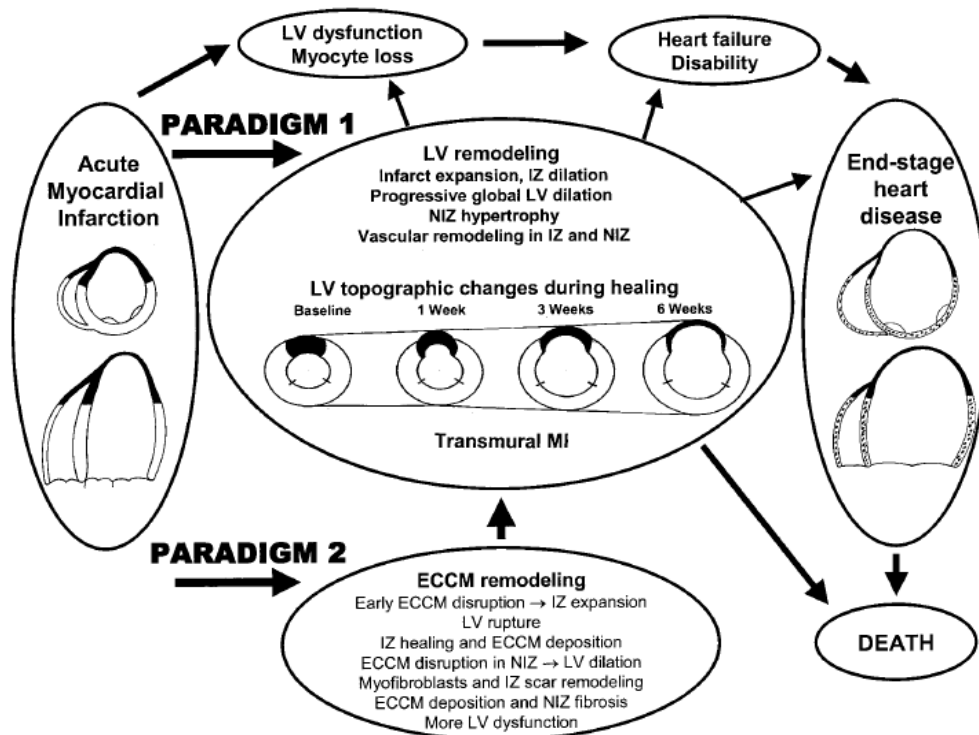 LV dysfunction
Myocyte loss
Heart failure
Disability
PARADIGM 1
Acute
Myocardial
Infarction
LV remodeling
Infarct expansion, IZ dilation
Progressive global LV dilation
NIZ hypertrophy
Vascular remodeling in IZ and NIZ
LV topographic changes during healing
Baseline 1 Week 3 Weeks 6 Weeks
Transmural MI
End-stage
heart
disease
PARADIGM 2
ECCM remodeling
Early ECCM disruption → IZ expansion
LV rupture
IZ healing and ECCM deposition
ECCM disruption in NIZ → LV dilation
Myofibroblasts and IZ scar remodeling
ECCM deposition and NIZ fibrosis
More LV dysfunction
DEATH